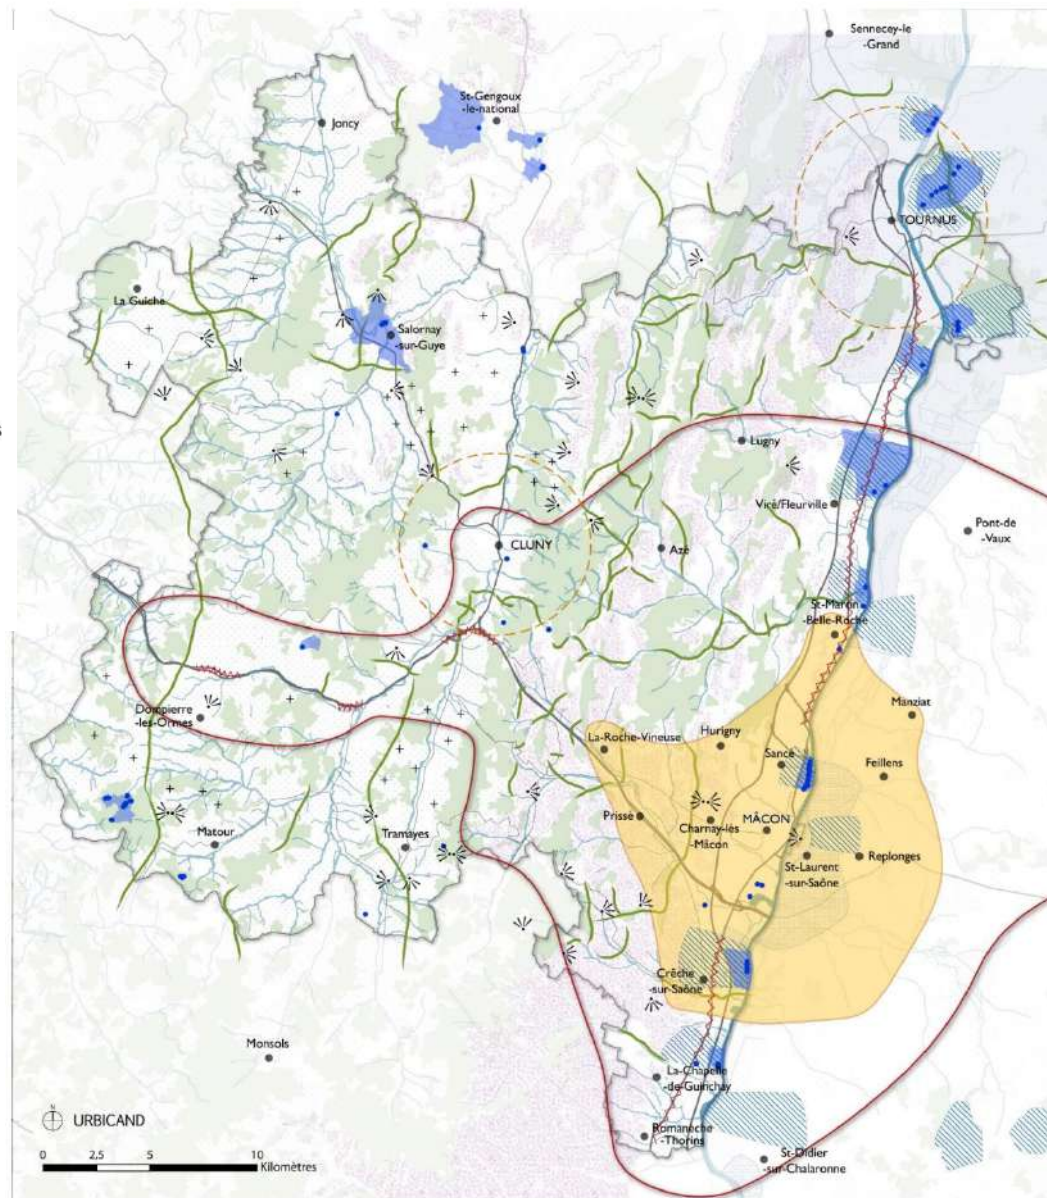 Sennecey-le
-Grand
St-Gengoux
-le-national
Joncy
TOURNUS
La Guiche
Salornay
-sur-Guye
Lugny
Viré/Fleurville
Pont-de
-Vaux
CLUNY
Azé
St-Maron
-Belle-Roche
Manziat
Dompierre
-les-Ormes
La-Roche-Vineuse
Hurigny
Sancé
Feillens
Prissé
Charnay-lès
-Mâcon
MÂCON
Matour
Tramayes
St-Laurent
-sur-Saône
Replonges
Crêche
-sur-Saône
Monsols
La-Chapelle
-de-Guinchay
URBICAND
Romanèche
-Thorins
St-Didier
-sur-Chalaronne
0 2,5 5 10
Kilomètres